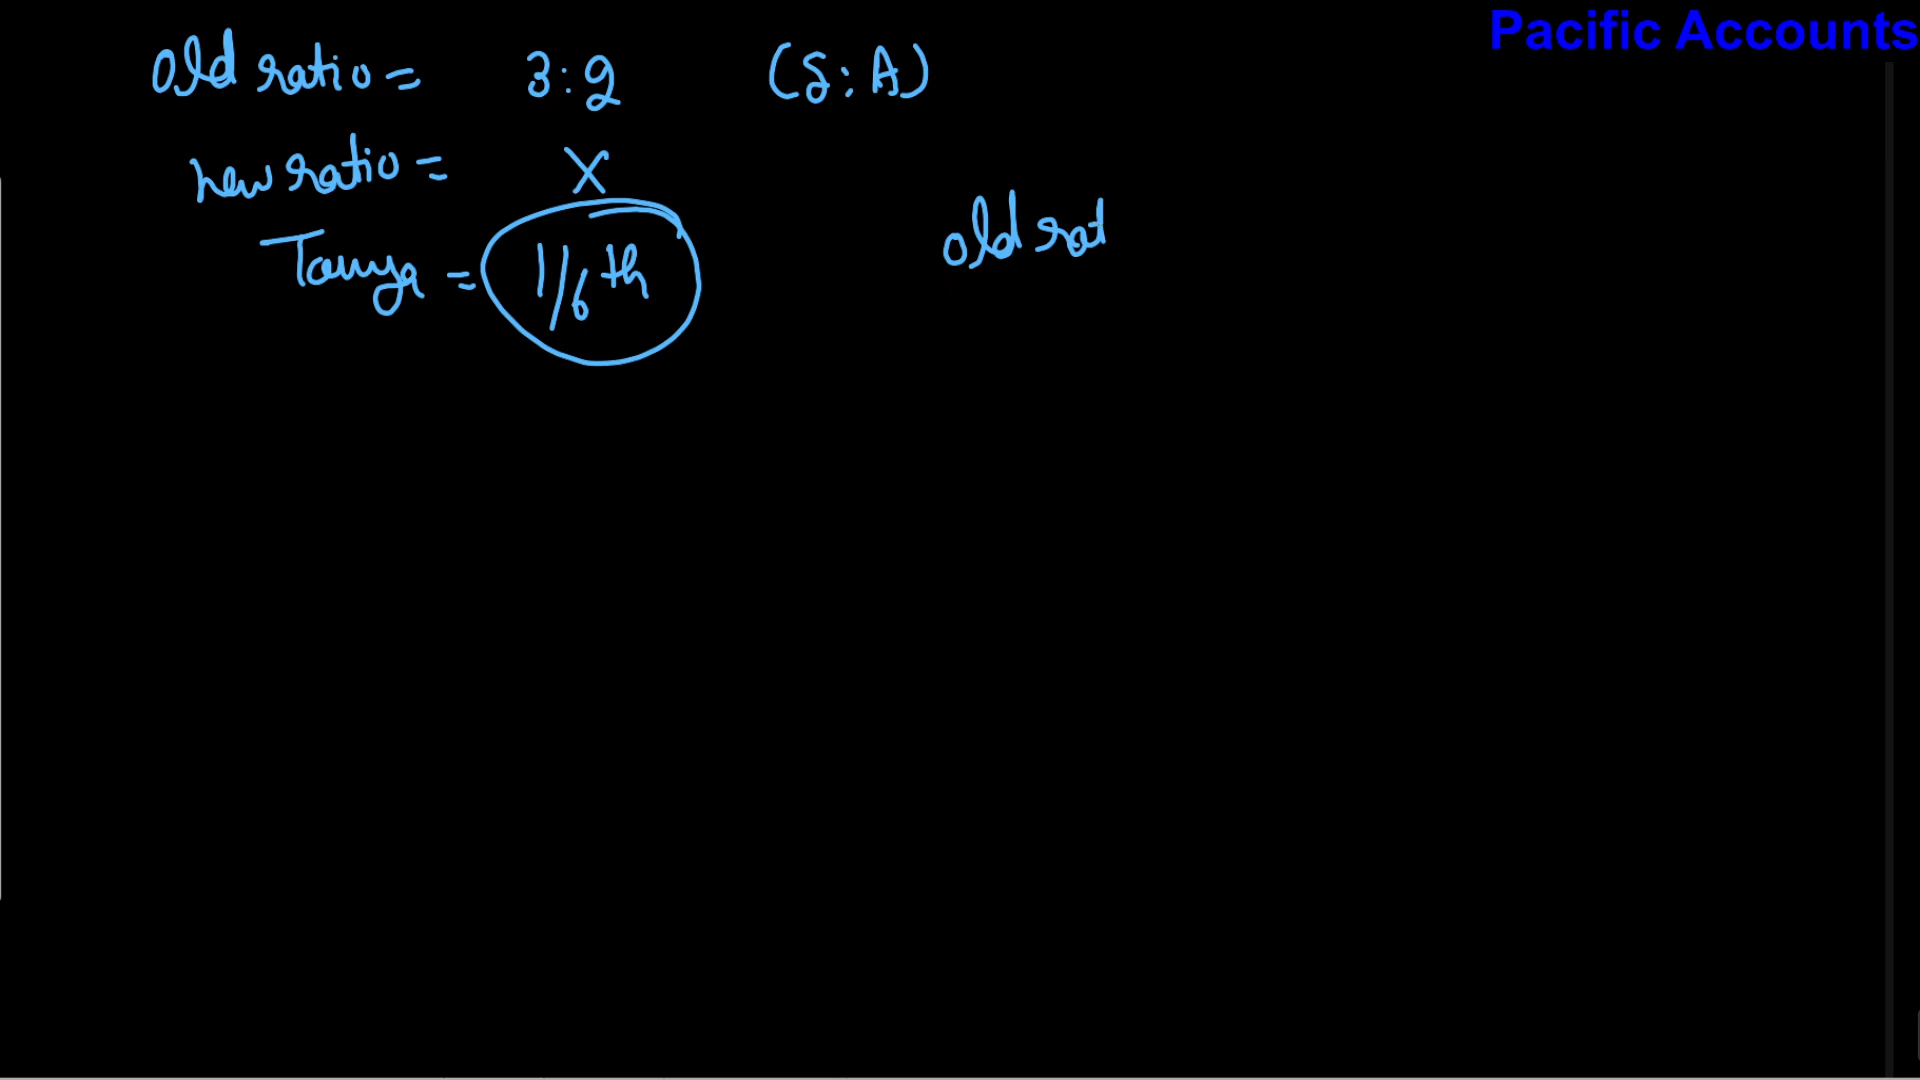 Pacific Accounts
Old ratio = 3:2 (S:A)
new ratio = X
Tanya = 1/6th
old rat